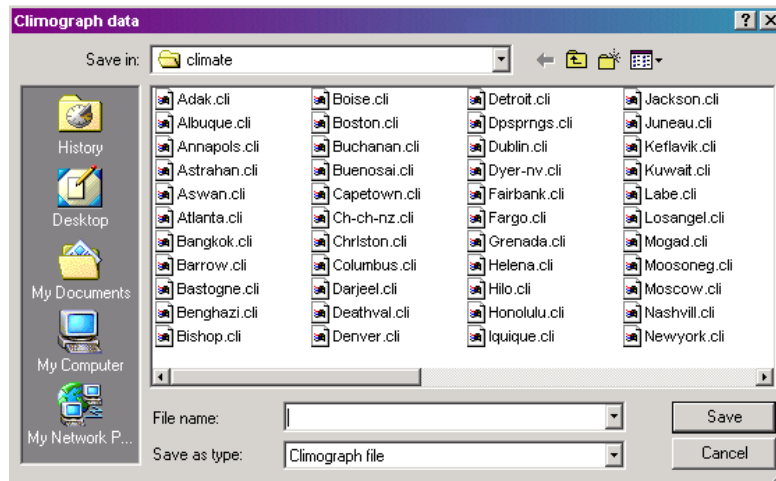 Climograph data
Save in: climate
History
Desktop
My Documents
My Computer
My Network P...
Adak.cli
Albuque.cli
Annapols.cli
Astrahan.cli
Aswan.cli
Atlanta.cli
Bangkok.cli
Barrow.cli
Bastogne.cli
Benghazi.cli
Bishop.cli
Boise.cli
Boston.cli
Buchanan.cli
Buenosai.cli
Capetown.cli
Ch-ch-nz.cli
Chrlston.cli
Columbus.cli
Darjeel.cli
Deathval.cli
Denver.cli
Detroit.cli
Dpsprngs.cli
Dublin.cli
Dyer-nv.cli
Fairbank.cli
Fargo.cli
Grenada.cli
Helena.cli
Hilo.cli
Honolulu.cli
Iquique.cli
Jackson.cli
Juneau.cli
Keflavik.cli
Kuwait.cli
Labe.cli
Losangel.cli
Mogad.cli
Moosoneg.cli
Moscow.cli
Nashvill.cli
Newyork.cli
File name:
Save
Save as type: Climograph file
Cancel